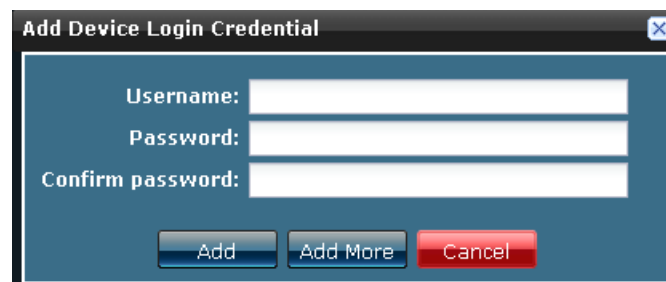 Add Device Login Credential
Username:
Password:
Confirm password:
Add Add More Cancel